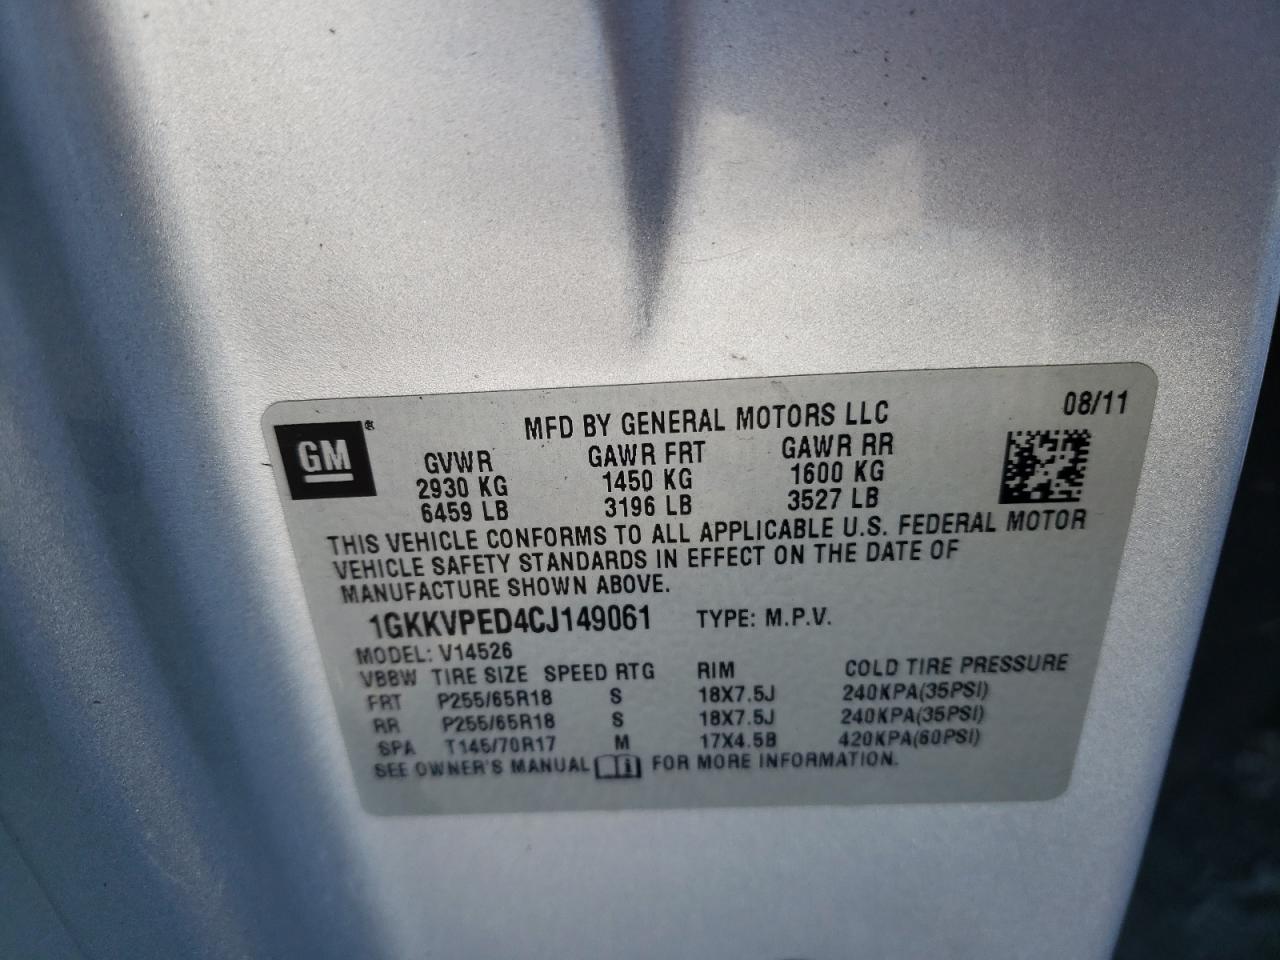 08/11
GM®
MFD BY GENERAL MOTORS LLC
GVWR GAWR FRT GAWR RR
2930 KG 1450 KG 1600 KG
6459 LB 3196 LB 3527 LB
THIS VEHICLE CONFORMS TO ALL APPLICABLE U.S. FEDERAL MOTOR
VEHICLE SAFETY STANDARDS IN EFFECT ON THE DATE OF
MANUFACTURE SHOWN ABOVE.
1GKKVPED4CJ149061 TYPE: M.P.V.
MODEL: V14526
VBBW TIRE SIZE SPEED RTG RIM COLD TIRE PRESSURE
FRT P255/65R18 S 18X7.5J 240KPA(35PSI)
RR P255/65R18 S 18X7.5J 240KPA(35PSI)
SPA T145/70R17 M 17X4.5B 420KPA(60PSI)
SEE OWNER'S MANUAL FOR MORE INFORMATION.